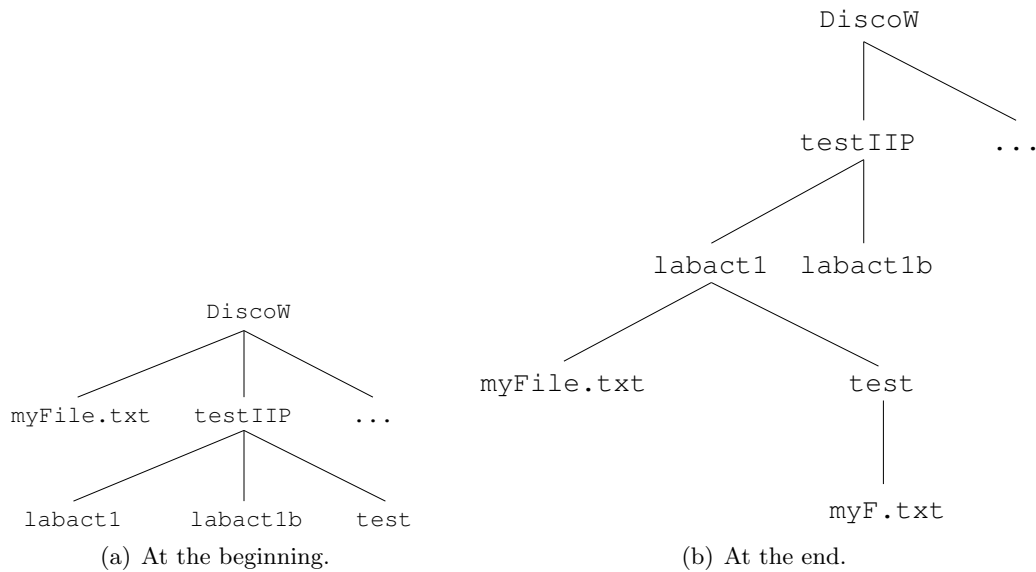 DiscoW
testIIP ...
labact1 labact1b
myFile.txt test
myF.txt
(b) At the end.
DiscoW
myFile.txt testIIP ...
labact1 labact1b test
(a) At the beginning.